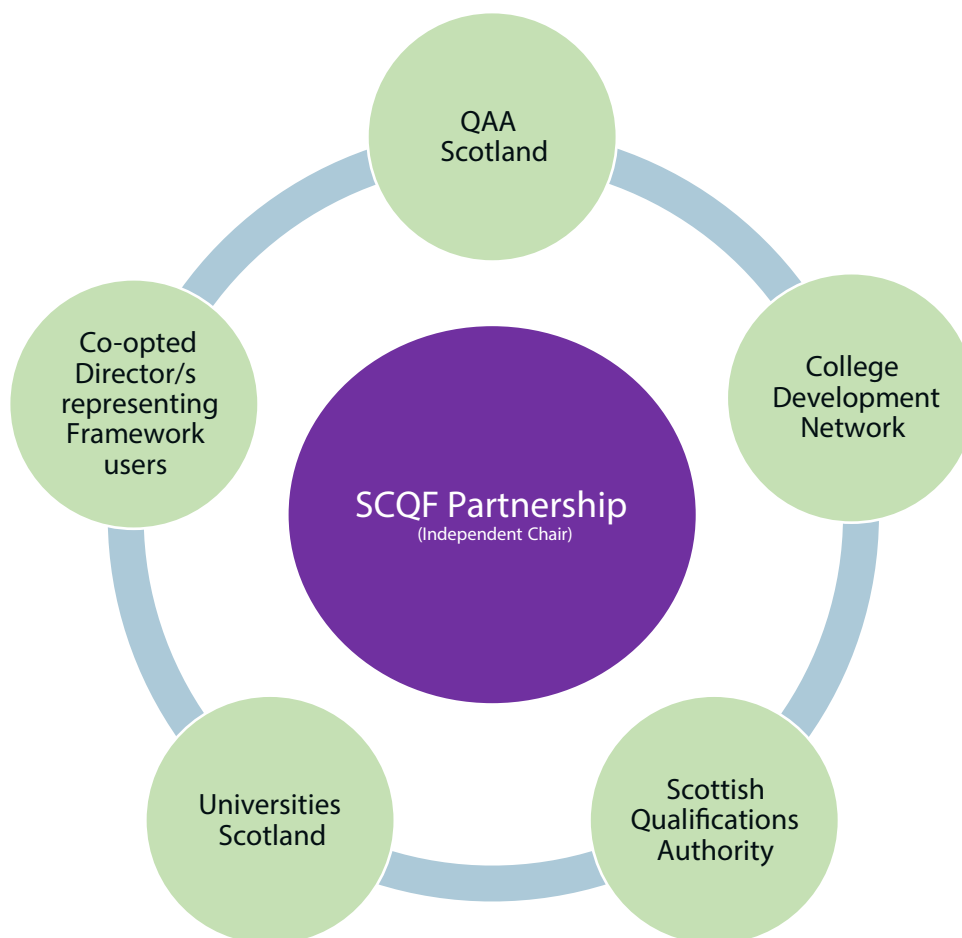 QAA
Scotland
Co-opted
Director/s
representing
Framework
users
College
Development
Network
SCQF Partnership
(Independent Chair)
Universities
Scotland
Scottish
Qualifications
Authority